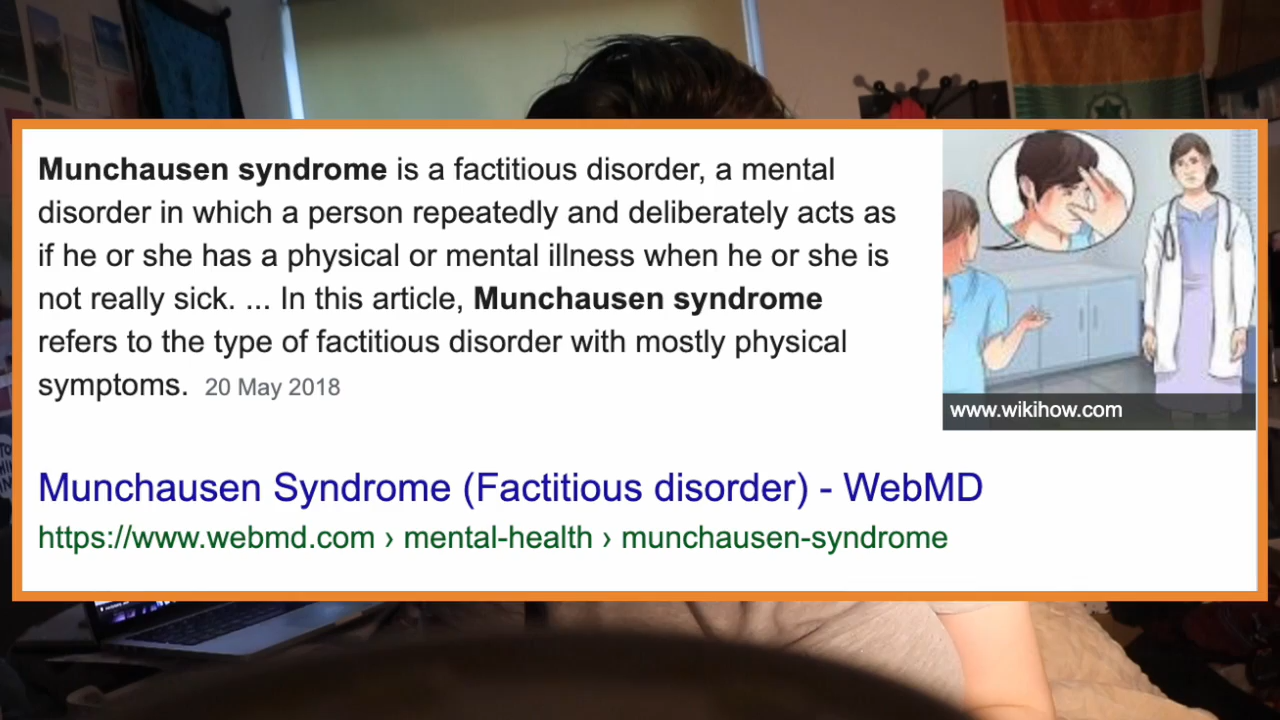 Munchausen syndrome is a factitious disorder, a mental
disorder in which a person repeatedly and deliberately acts as
if he or she has a physical or mental illness when he or she is
not really sick. ... In this article, Munchausen syndrome
refers to the type of factitious disorder with mostly physical
symptoms. 20 May 2018
www.wikihow.com
Munchausen Syndrome (Factitious disorder) - WebMD
https://www.webmd.com › mental-health › munchausen-syndrome